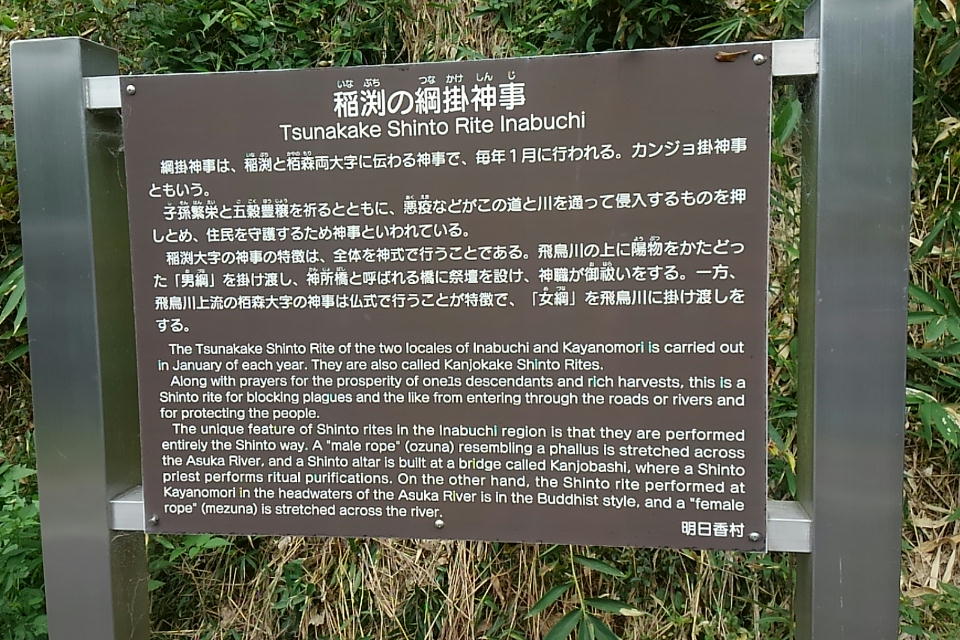 いな ぶち つな かけ しん じ
稲渕の綱掛神事
Tsunakake Shinto Rite Inabuchi
綱掛神事は、稲渕と栢森両大字に伝わる神事で、毎年1月に行われる。カンジョ掛神事
ともいう。
子孫繁栄と五穀豊穣を祈るとともに、悪疫などがこの道と川を通って侵入するものを押
しとめ、住民を守護するため神事といわれている。
稲渕大字の神事の特徴は、全体を神式で行うことである。飛鳥川の上に陽物をかたどっ
た「男綱」を掛け渡し、神所橋と呼ばれる橋に祭壇を設け、神職が御祓いをする。一方、
飛鳥川上流の栢森大字の神事は仏式で行うことが特徴で、「女綱」を飛鳥川に掛け渡しを
する。
The Tsunakake Shinto Rite of the two locales of Inabuchi and Kayanomori is carried out
in January of each year. They are also called Kanjokake Shinto Rites.
Along with prayers for the prosperity of one1s descendants and rich harvests, this is a
Shinto rite for blocking plagues and the like from entering through the roads or rivers and
for protecting the people.
The unique feature of Shinto rites in the Inabuchi region is that they are performed
entirely the Shinto way. A "male rope" (ozuna) resembling a phallus is stretched across
the Asuka River, and a Shinto altar is built at a bridge called Kanjobashi, where a Shinto
priest performs ritual purifications. On the other hand, the Shinto rite performed at
Kayanomori in the headwaters of the Asuka River is in the Buddhist style, and a "female
rope" (mezuna) is stretched across the river.
明日香村